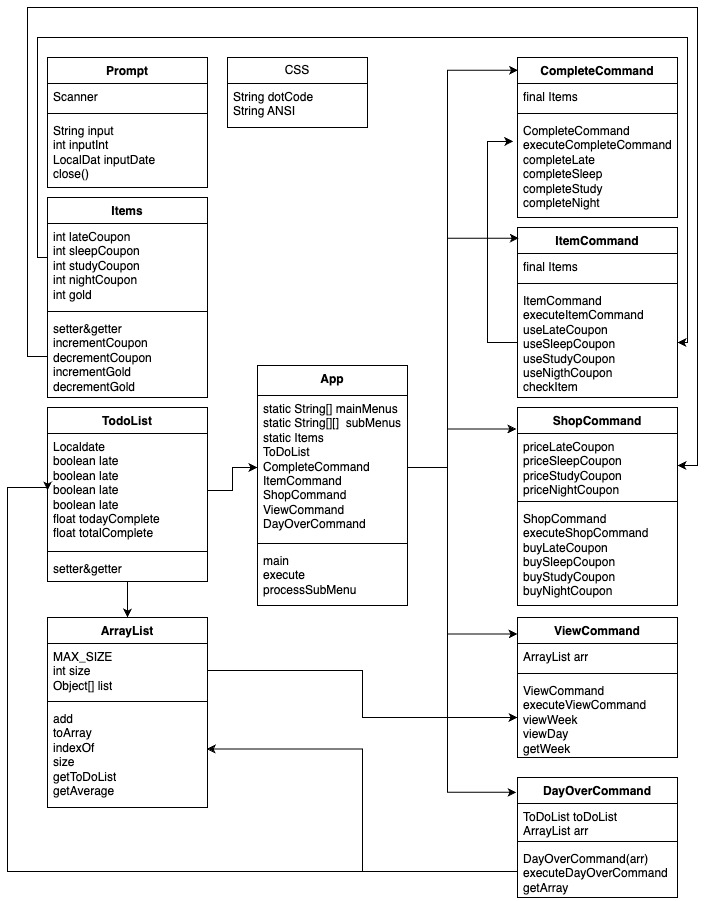 Prompt
Scanner
String input
int inputInt
LocalDat inputDate
close()
CSS
String dotCode
String ANSI
Items
int lateCoupon
int sleepCoupon
int studyCoupon
int nightCoupon
int gold
setter&getter
incrementCoupon
decrementCoupon
incrementGold
decrementGold
TodoList
Localdate
boolean late
boolean late
boolean late
boolean late
float todayComplete
float totalComplete
setter&getter
ArrayList
MAX_SIZE
int size
Object[] list
add
toArray
indexOf
size
getToDoList
getAverage
App
static String[] mainMenus
static String[][]  subMenus
static Items
ToDoList
CompleteCommand
ItemCommand
ShopCommand
ViewCommand
DayOverCommand
main
execute
processSubMenu
CompleteCommand
final Items
CompleteCommand
executeCompleteCommand
completeLate
completeSleep
completeStudy
completeNight
ItemCommand
final Items
ItemCommand
executeItemCommand
useLateCoupon
useSleepCoupon
useStudyCoupon
useNigthCoupon
checkItem
ShopCommand
priceLateCoupon
priceSleepCoupon
priceStudyCoupon
priceNightCoupon
ShopCommand
executeShopCommand
buyLateCoupon
buySleepCoupon
buyStudyCoupon
buyNightCoupon
ViewCommand
ArrayList arr
ViewCommand
executeViewCommand
viewWeek
viewDay
getWeek
DayOverCommand
ToDoList toDoList
ArrayList arr
DayOverCommand(arr)
executeDayOverCommand
getArray